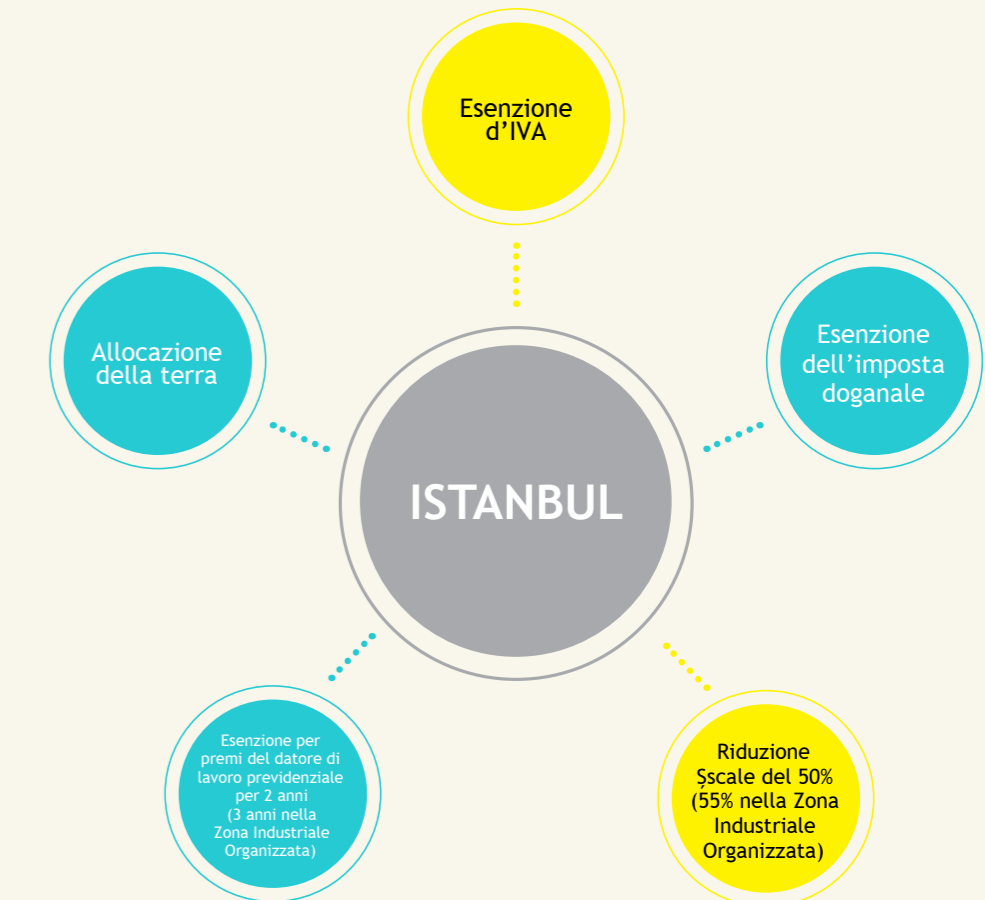 Esenzione
d’IVA
Allocazione
della terra
Esenzione
dell’imposta
doganale
ISTANBUL
Esenzione per
premi del datore di
lavoro previdenziale
per 2 anni
(3 anni nella
Zona Industriale
Organizzata)
Riduzione
Şscale del 50%
(55% nella Zona
Industriale
Organizzata)